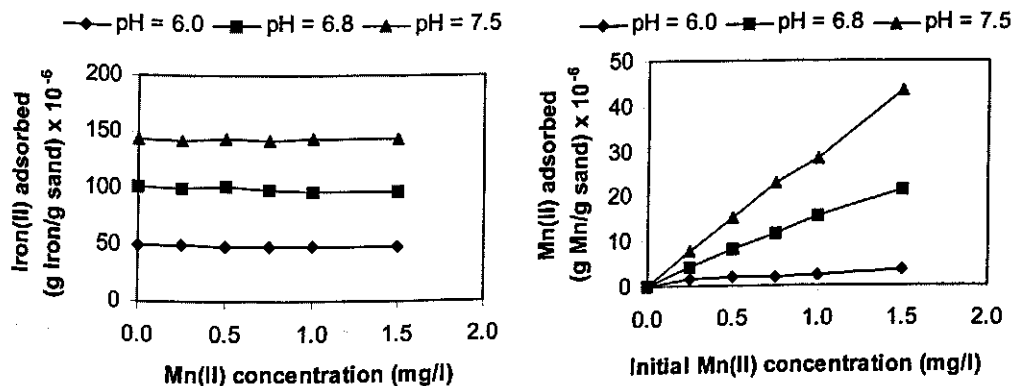 pH = 6.0 pH = 6.8 pH = 7.5
Iron(II) adsorbed
(g Iron/g sand) x 10⁻⁶
200
150
100
50
0
0.0 0.5 1.0 1.5 2.0
Mn(II) concentration (mg/l)
pH = 6.0 pH = 6.8 pH = 7.5
Mn(II) adsorbed
(g Mn/g sand) x 10⁻⁶
50
40
30
20
10
0
0.0 0.5 1.0 1.5 2.0
Initial Mn(II) concentration (mg/l)